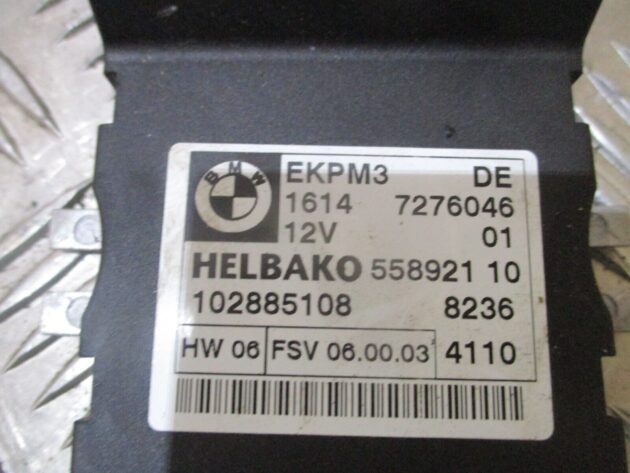 BMW
EKPM3 DE
1614 7276046
12V 01
HELBAKO 558921 10
102885108 8236
HW 06 FSV 06.00.03 4110